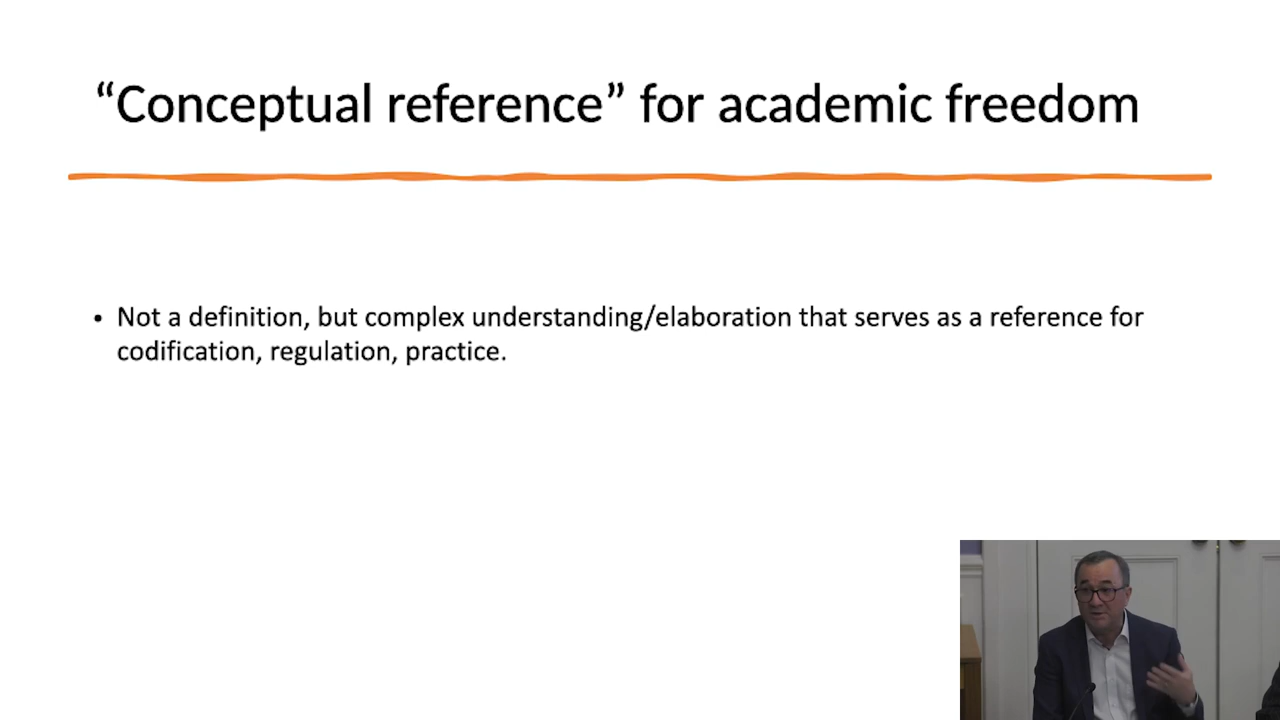 “Conceptual reference” for academic freedom
• Not a definition, but complex understanding/elaboration that serves as a reference for
codification, regulation, practice.